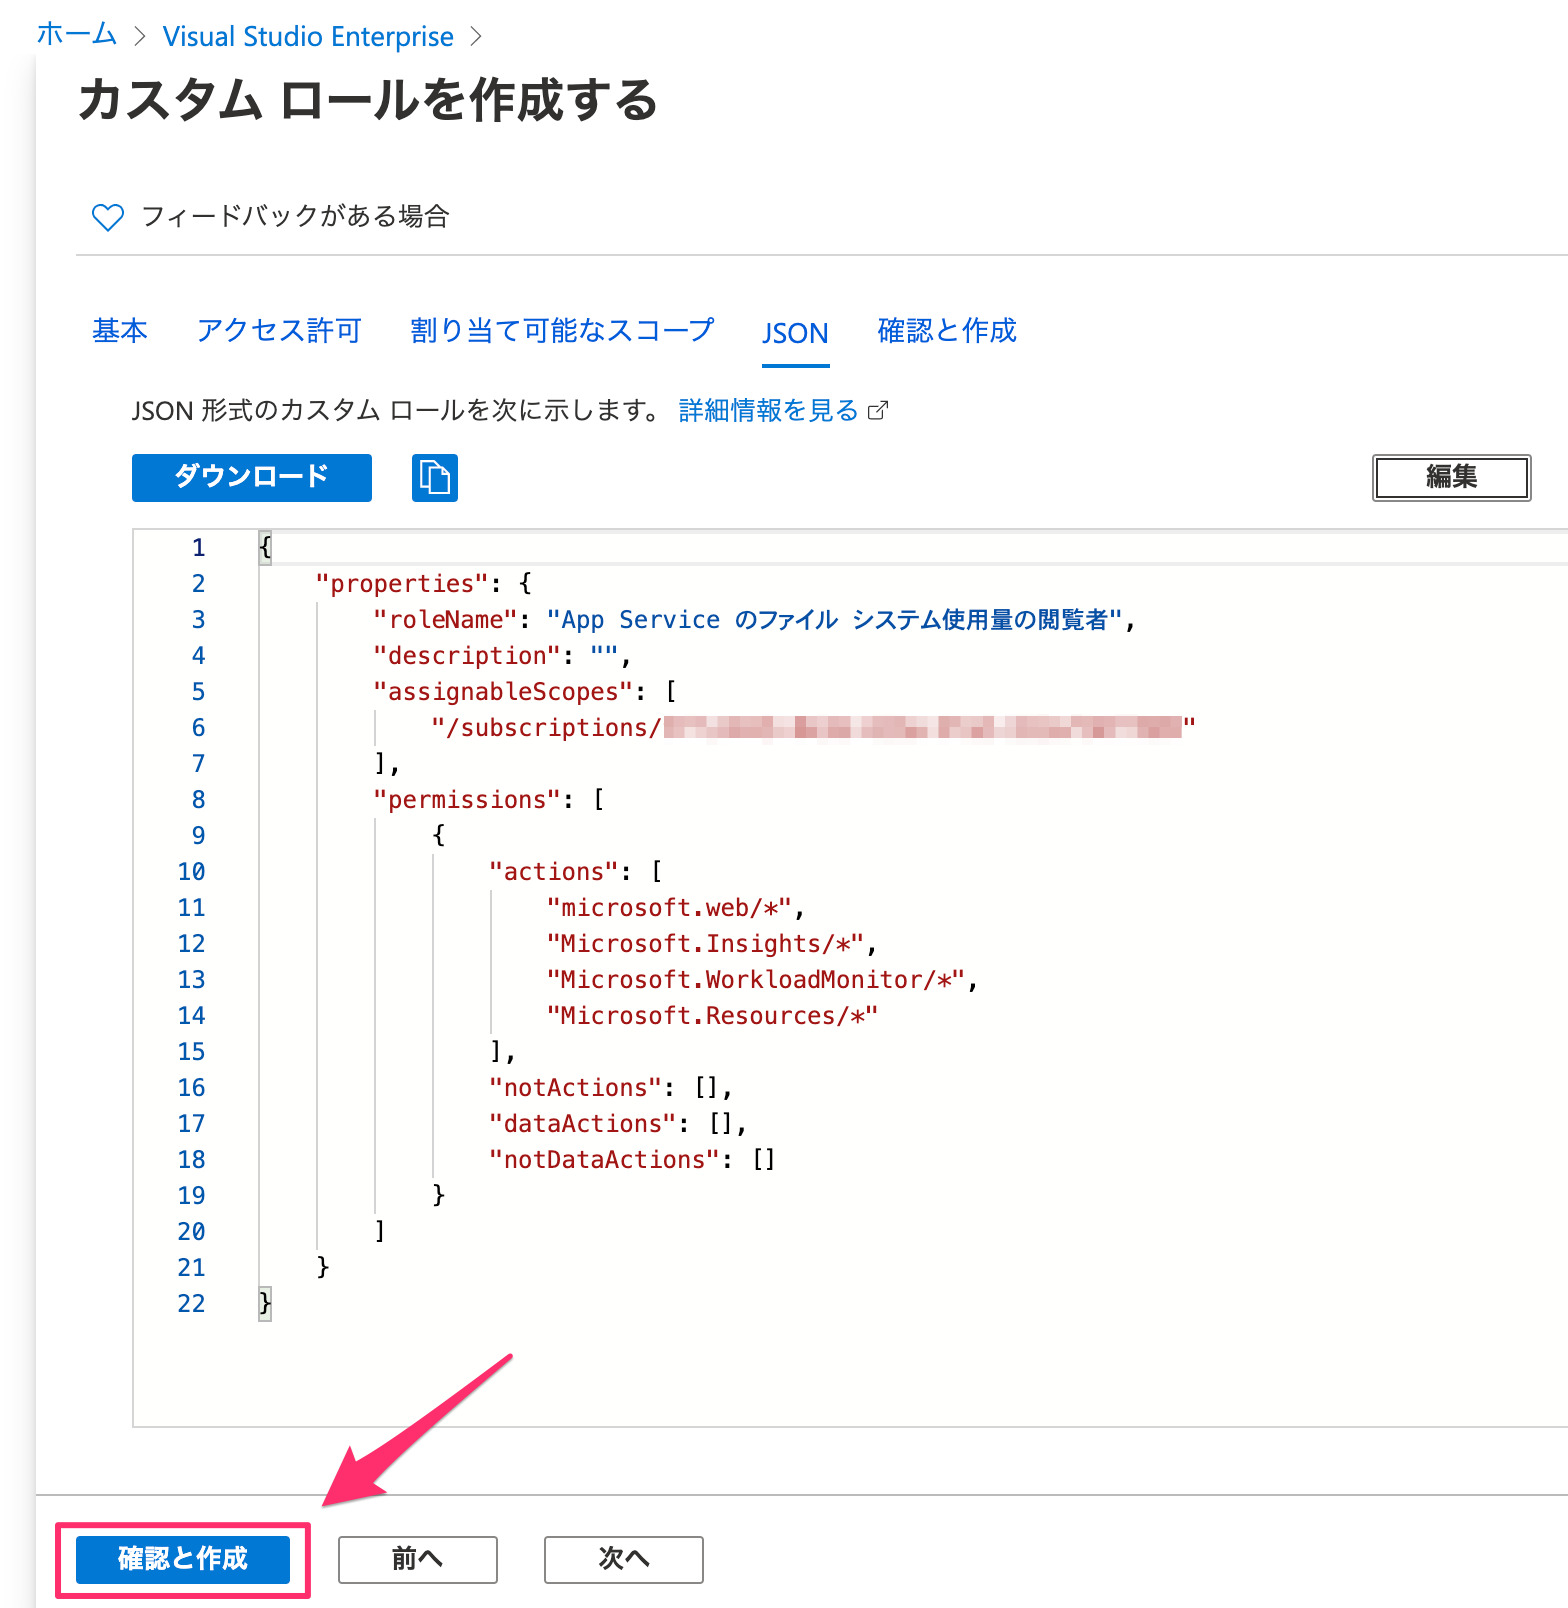 ホーム > Visual Studio Enterprise >
カスタム ロールを作成する
フィードバックがある場合
基本 アクセス許可 割り当て可能なスコープ JSON 確認と作成
JSON 形式のカスタム ロールを次に示します。 詳細情報を見る
ダウンロード 編集
1 {
2 "properties": {
3 "roleName": "App Service のファイル システム使用量の閲覧者",
4 "description": "",
5 "assignableScopes": [
6 "/subscriptions/"
7 ],
8 "permissions": [
9 {
10 "actions": [
11 "microsoft.web/*",
12 "Microsoft.Insights/*",
13 "Microsoft.WorkloadMonitor/*",
14 "Microsoft.Resources/*"
15 ],
16 "notActions": [],
17 "dataActions": [],
18 "notDataActions": []
19 }
20 ]
21 }
22 }
確認と作成 前へ 次へ